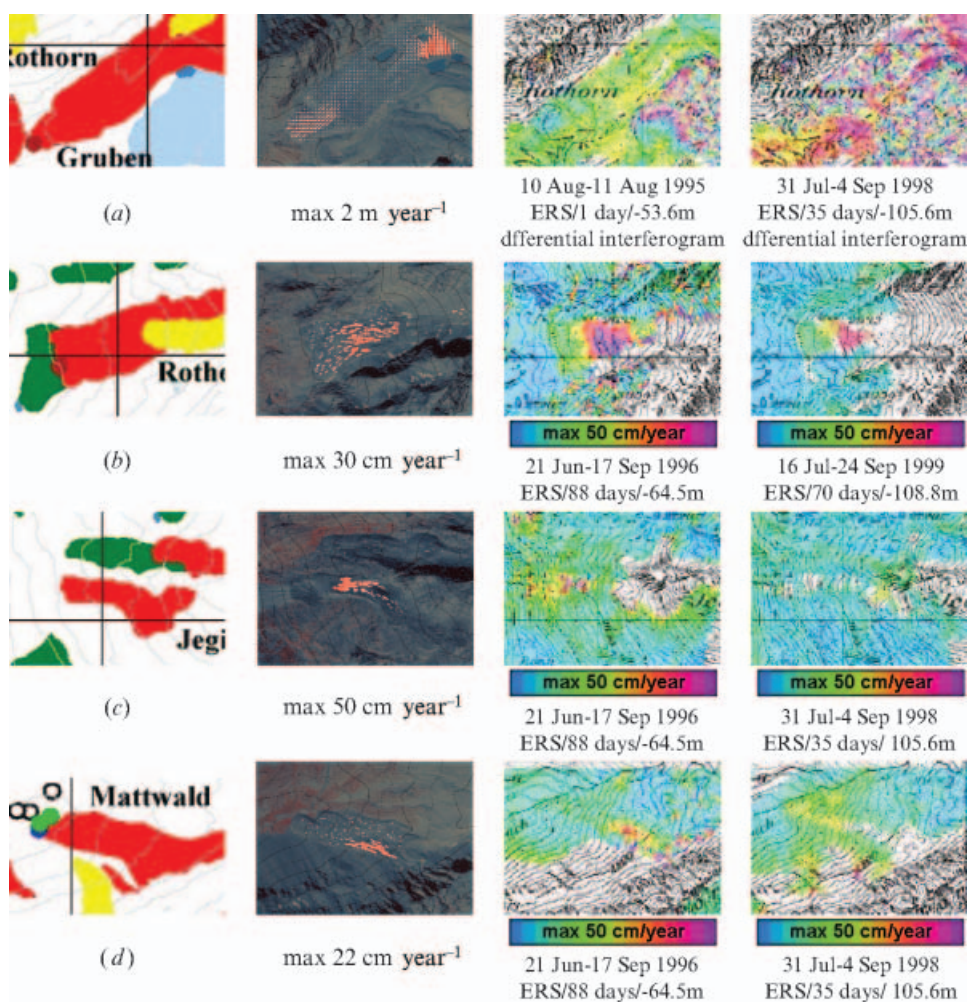 Rothorn
Gruben
hothorn
(a)
max 2 m year⁻¹
10 Aug-11 Aug 1995
ERS/1 day/-53.6m
dfferential interferogram
31 Jul-4 Sep 1998
ERS/35 days/-105.6m
dfferential interferogram
Rotho
(b)
max 30 cm year⁻¹
max 50 cm/year
21 Jun-17 Sep 1996
ERS/88 days/-64.5m
max 50 cm/year
16 Jul-24 Sep 1999
ERS/70 days/-108.8m
Jegi
(c)
max 50 cm year⁻¹
max 50 cm/year
21 Jun-17 Sep 1996
ERS/88 days/-64.5m
max 50 cm/year
31 Jul-4 Sep 1998
ERS/35 days/ 105.6m
Mattwald
(d)
max 22 cm year⁻¹
max 50 cm/year
21 Jun-17 Sep 1996
ERS/88 days/-64.5m
max 50 cm/year
31 Jul-4 Sep 1998
ERS/35 days/ 105.6m